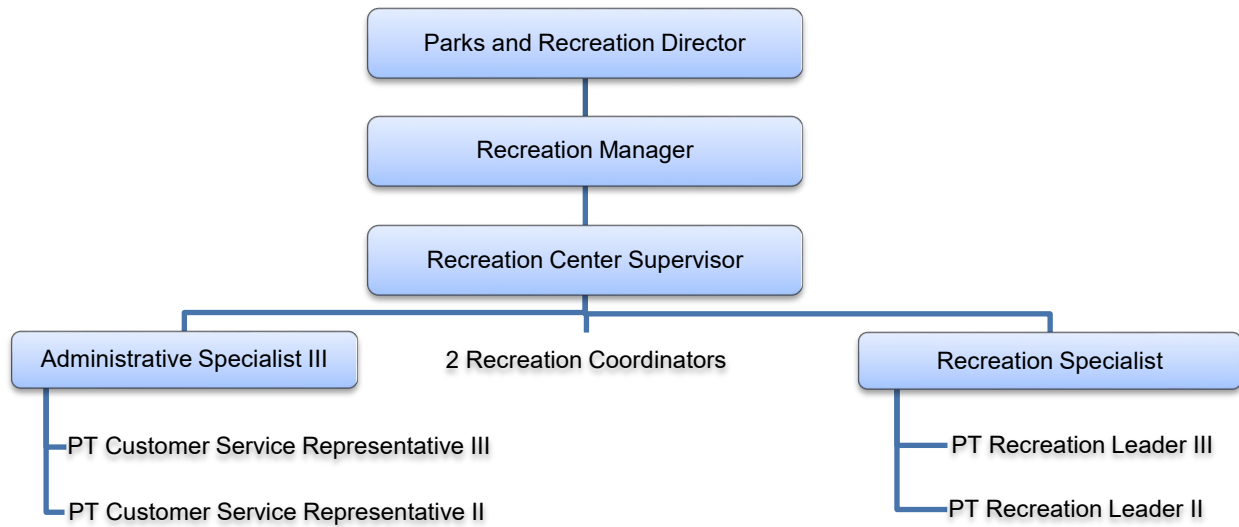 Parks and Recreation Director
Recreation Manager
Recreation Center Supervisor
Administrative Specialist III
2 Recreation Coordinators
Recreation Specialist
PT Customer Service Representative III
PT Recreation Leader III
PT Customer Service Representative II
PT Recreation Leader II